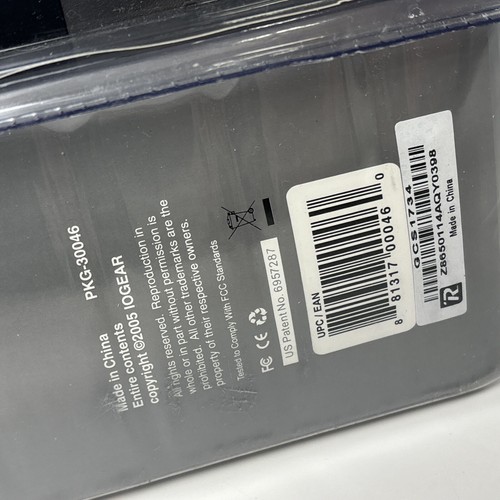 PKG-30046
Made in China
Entire contents
copyright ©2005 IOGEAR
All rights reserved. Reproduction in
whole or in part without permission is
prohibited. All other trademarks are the
property of their respective owners.
Tested to Comply With FCC Standards
FC CE
US Patent No. 6957287
UPC / EAN
8 81317 00046 0
GCS1734
Z8650114AQY0398
Made in China
R